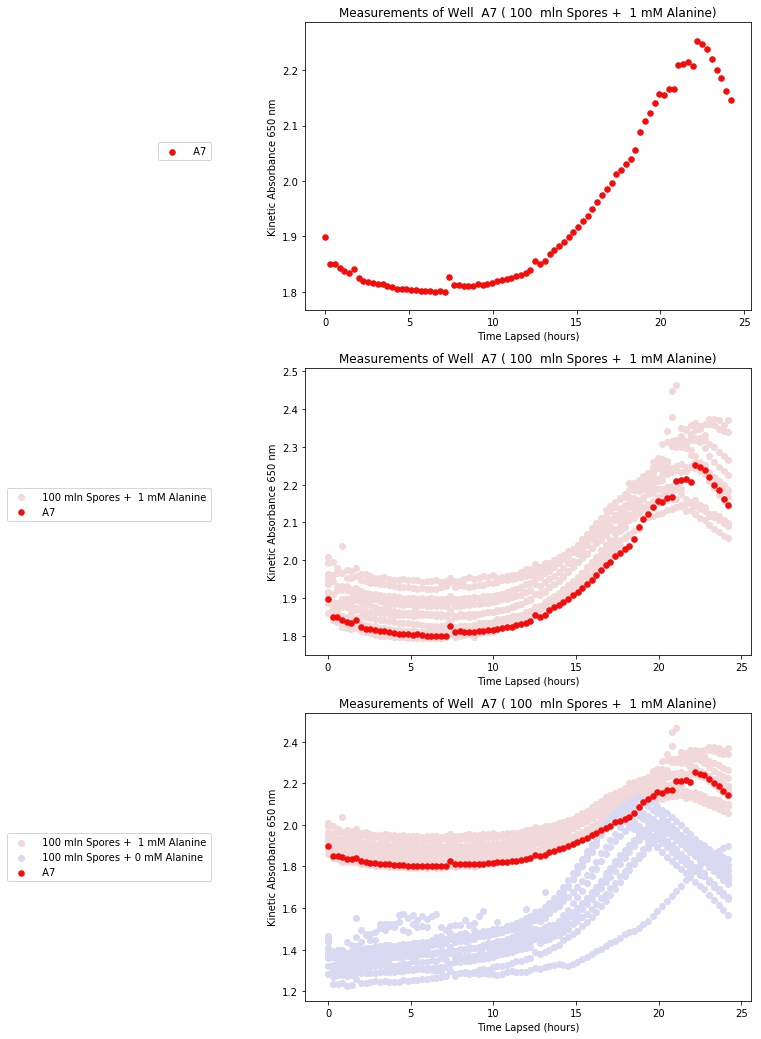 Measurements of Well  A7 ( 100  mln Spores +  1 mM Alanine)
Kinetic Absorbance 650 nm
2.2
2.1
2.0
1.9
1.8
0 5 10 15 20 25
Time Lapsed (hours)
A7
Measurements of Well  A7 ( 100  mln Spores +  1 mM Alanine)
Kinetic Absorbance 650 nm
2.5
2.4
2.3
2.2
2.1
2.0
1.9
1.8
0 5 10 15 20 25
Time Lapsed (hours)
100 mln Spores +  1 mM Alanine
A7
Measurements of Well  A7 ( 100  mln Spores +  1 mM Alanine)
Kinetic Absorbance 650 nm
2.4
2.2
2.0
1.8
1.6
1.4
1.2
0 5 10 15 20 25
Time Lapsed (hours)
100 mln Spores +  1 mM Alanine
100 mln Spores + 0 mM Alanine
A7